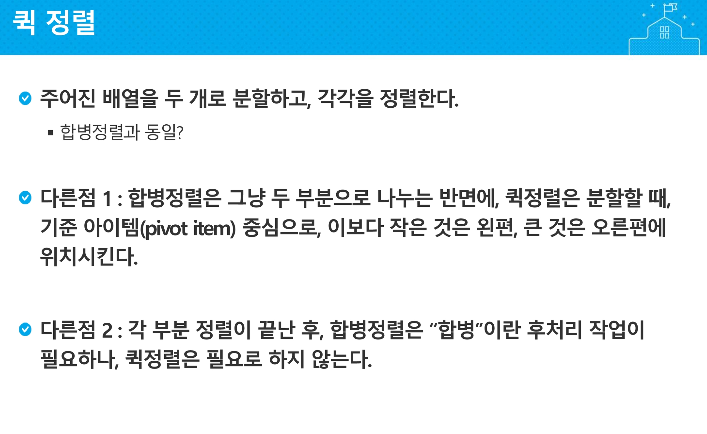 퀵 정렬
주어진 배열을 두 개로 분할하고, 각각을 정렬한다.
합병정렬과 동일?
다른점 1 : 합병정렬은 그냥 두 부분으로 나누는 반면에, 퀵정렬은 분할할 때,
기준 아이템(pivot item) 중심으로, 이보다 작은 것은 왼편, 큰 것은 오른편에
위치시킨다.
다른점 2 : 각 부분 정렬이 끝난 후, 합병정렬은 “합병”이란 후처리 작업이
필요하나, 퀵정렬은 필요로 하지 않는다.